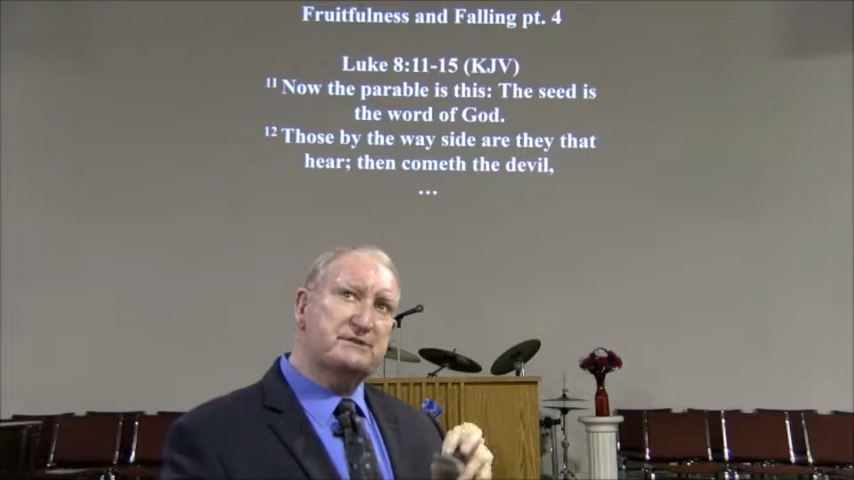 Fruitfulness and Falling pt. 4
Luke 8:11-15 (KJV)
11 Now the parable is this: The seed is
the word of God.
12 Those by the way side are they that
hear; then cometh the devil,
...